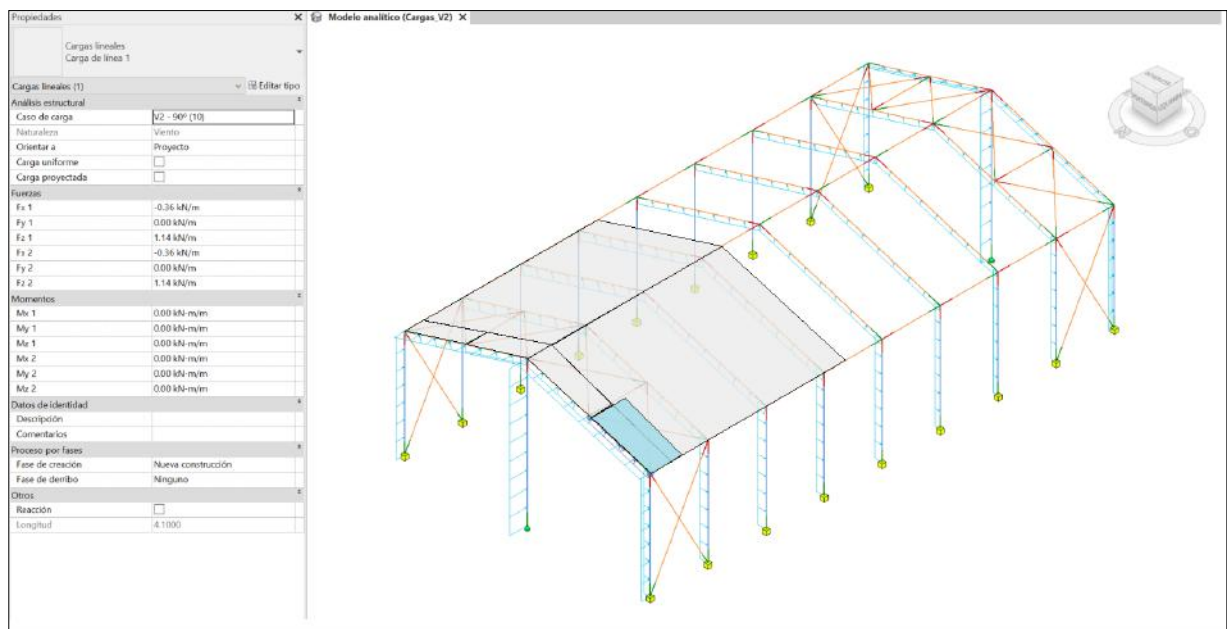 Propiedades
Modelo analítico (Cargas_V2)
Cargas lineales
Carga de línea 1
Cargas lineales (1)
Editar tipo
Análisis estructural
Caso de carga V2 - 90º (10)
Naturaleza Viento
Orientar a Proyecto
Carga uniforme
Carga proyectada
Fuerzas
Fx 1 -0.36 kN/m
Fy 1 0.00 kN/m
Fz 1 1.14 kN/m
Fx 2 -0.36 kN/m
Fy 2 0.00 kN/m
Fz 2 1.14 kN/m
Momentos
Mx 1 0.00 kN-m/m
My 1 0.00 kN-m/m
Mz 1 0.00 kN-m/m
Mx 2 0.00 kN-m/m
My 2 0.00 kN-m/m
Mz 2 0.00 kN-m/m
Datos de identidad
Descripción
Comentarios
Proceso por fases
Fase de creación Nueva construcción
Fase de derribo Ninguno
Otros
Reacción
Longitud 4.1000